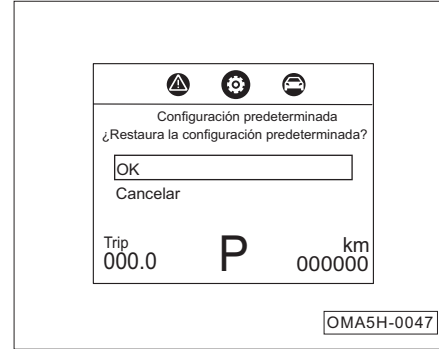 Configuración predeterminada
¿Restaura la configuración predeterminada?
OK
Cancelar
Trip
000.0
P
km
000000
OMA5H-0047